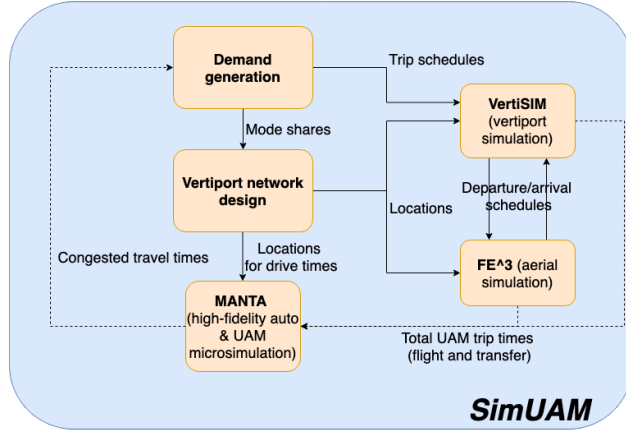 Demand
generation
Trip schedules
VertiSIM
(vertiport
simulation)
Mode shares
Vertiport network
design
Departure/arrival
schedules
Locations
Congested travel times
Locations
for drive times
FE^3 (aerial
simulation)
MANTA
(high-fidelity auto
& UAM
microsimulation)
Total UAM trip times
(flight and transfer)
SimUAM